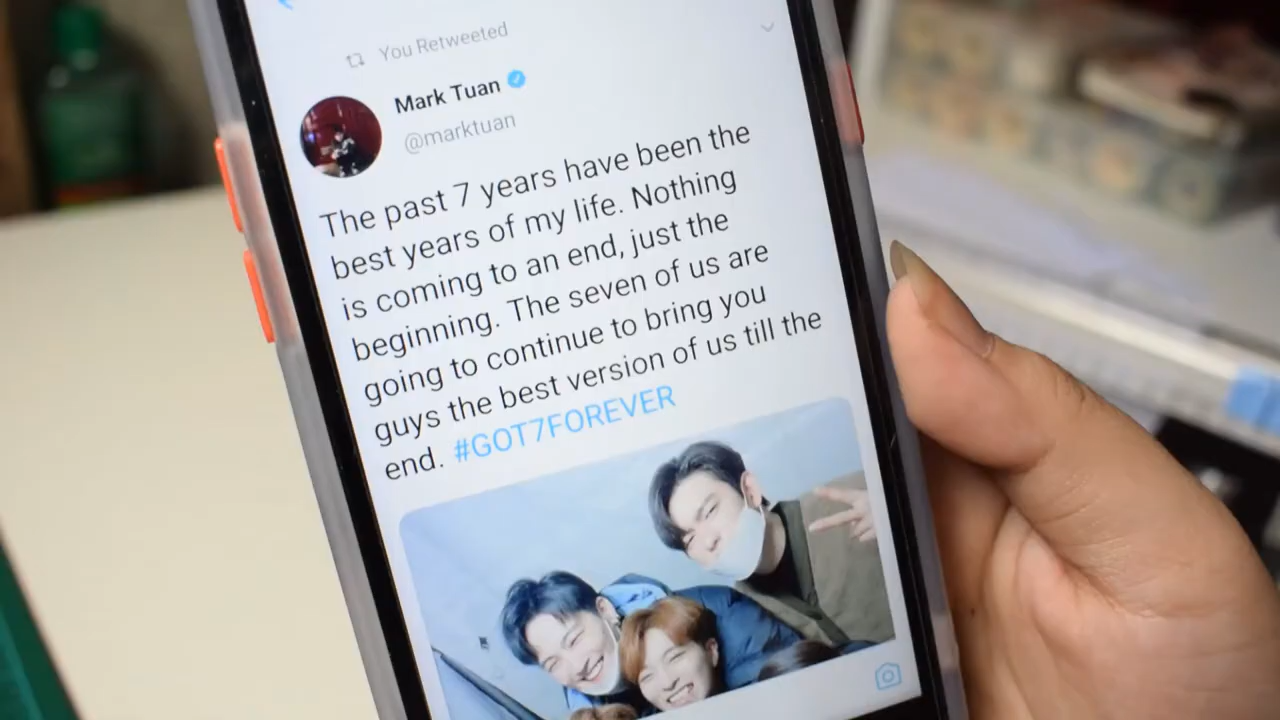 You Retweeted
Mark Tuan
@marktuan
The past 7 years have been the
best years of my life. Nothing
is coming to an end, just the
beginning. The seven of us are
going to continue to bring you
guys the best version of us till the
end. #GOT7FOREVER